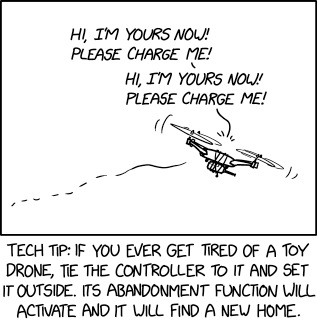 HI, I'M YOURS NOW!
PLEASE CHARGE ME!
HI, I'M YOURS NOW!
PLEASE CHARGE ME!
TECH TIP: IF YOU EVER GET TIRED OF A TOY
DRONE, TIE THE CONTROLLER TO IT AND SET
IT OUTSIDE. ITS ABANDONMENT FUNCTION WILL
ACTIVATE AND IT WILL FIND A NEW HOME.